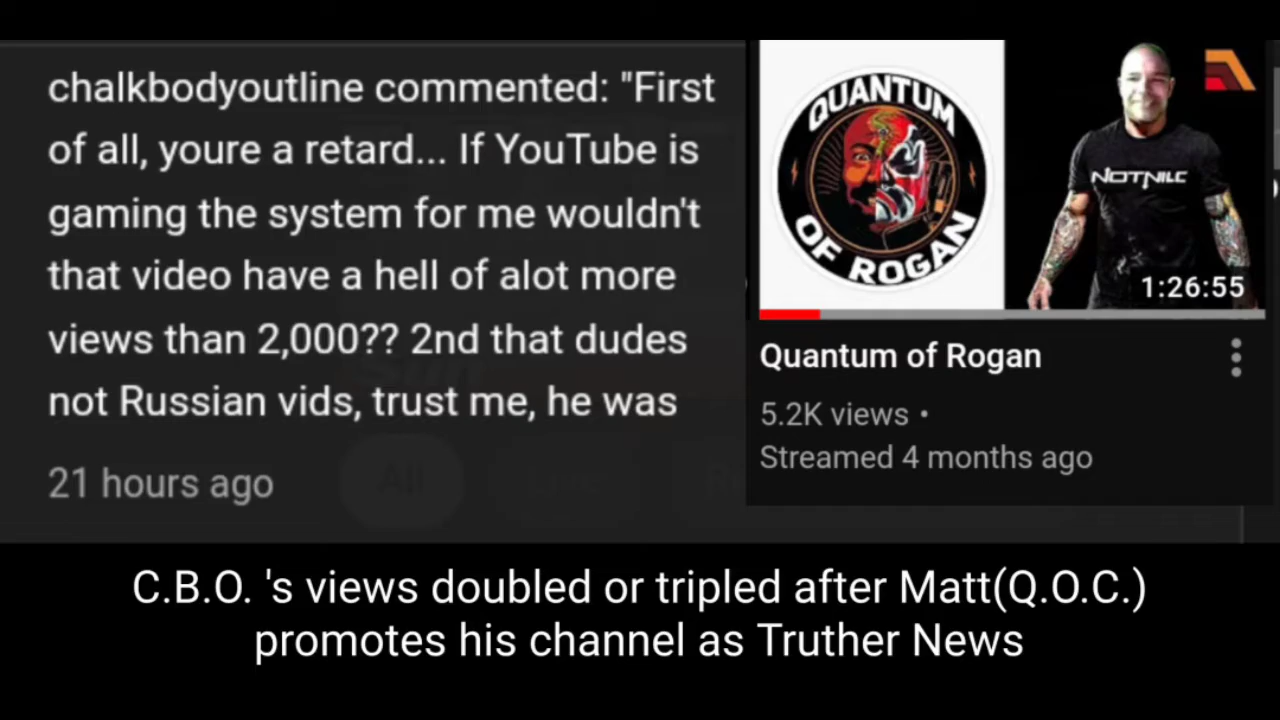 chalkbodyoutline commented: "First
of all, youre a retard... If YouTube is
gaming the system for me wouldn't
that video have a hell of alot more
views than 2,000?? 2nd that dudes
not Russian vids, trust me, he was
21 hours ago
QUANTUM
OF ROGAN
NOTNILC
1:26:55
Quantum of Rogan
5.2K views •
Streamed 4 months ago
All
C.B.O. 's views doubled or tripled after Matt(Q.O.C.)
promotes his channel as Truther News